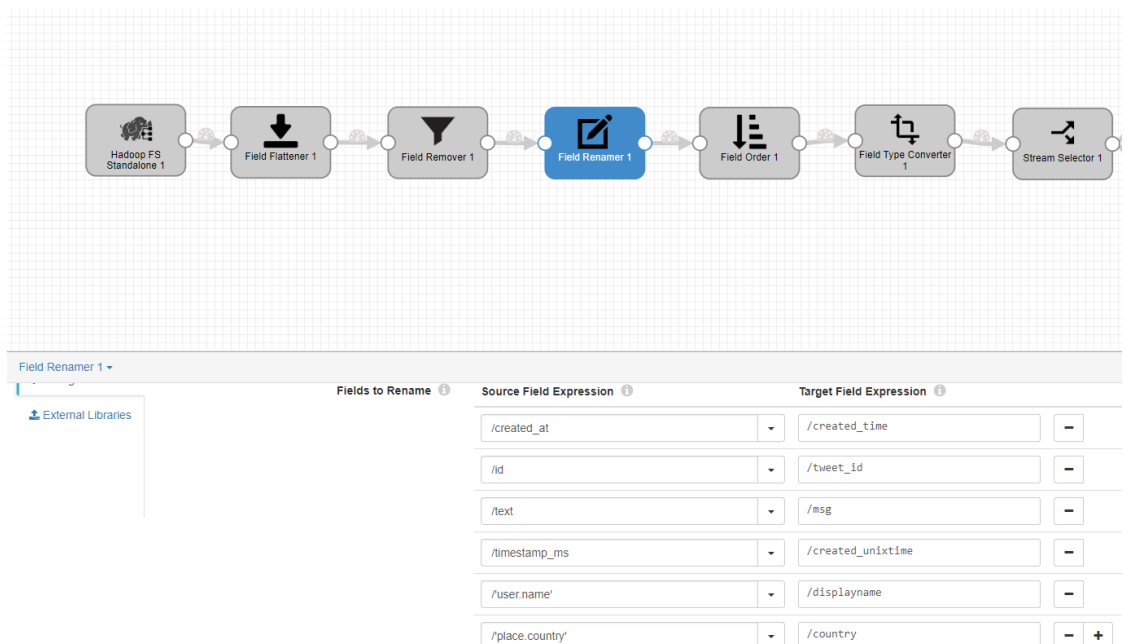 Hadoop FS
Standalone 1
Field Flattener 1
Field Remover 1
Field Renamer 1
Field Order 1
Field Type Converter
1
Stream Selector 1
Field Renamer 1
External Libraries
Fields to Rename
Source Field Expression
Target Field Expression
/created_at
/created_time
/id
/tweet_id
/text
/msg
/timestamp_ms
/created_unixtime
/'user.name'
/displayname
/'place.country'
/country